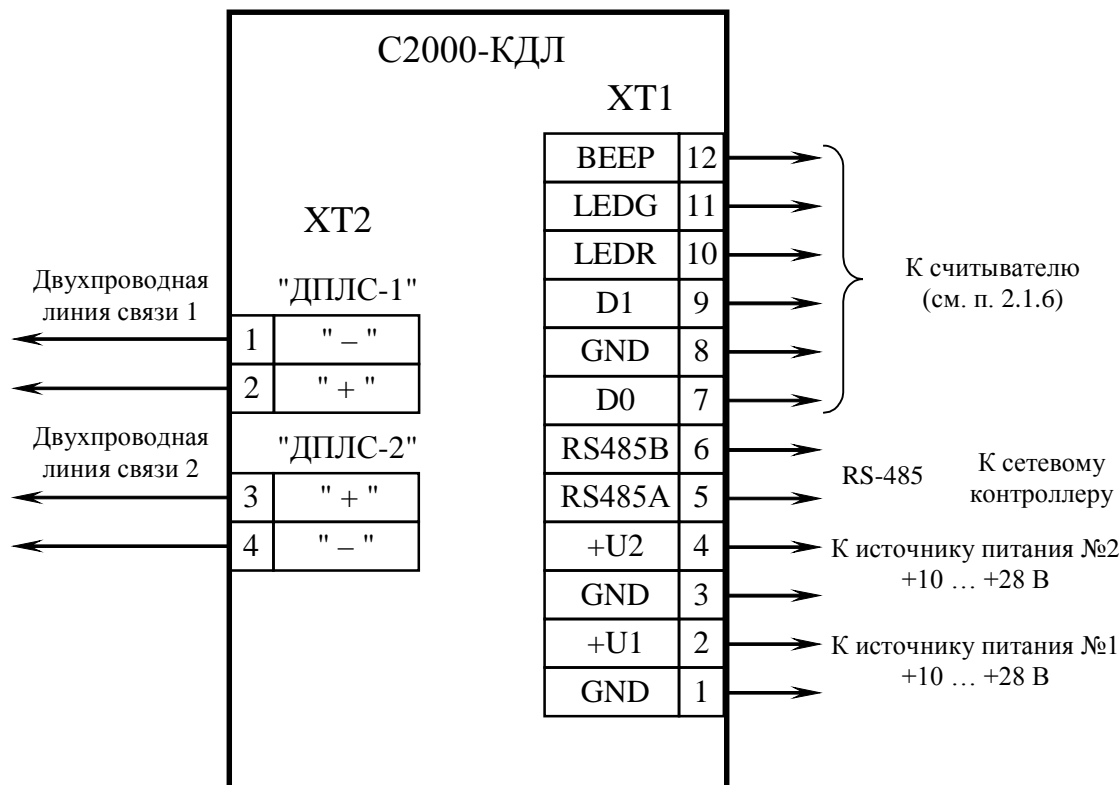 С2000-КДЛ
XT2
Двухпроводная
линия связи 1
"ДПЛС-1"
1 " – "
2 " + "
Двухпроводная
линия связи 2
"ДПЛС-2"
3 " + "
4 " – "
XT1
BEEP 12
LEDG 11
LEDR 10
D1 9
GND 8
D0 7
RS485B 6
RS485A 5
+U2 4
GND 3
+U1 2
GND 1
К считывателю
(см. п. 2.1.6)
RS-485
К сетевому
контроллеру
К источнику питания №2
+10 … +28 В
К источнику питания №1
+10 … +28 В